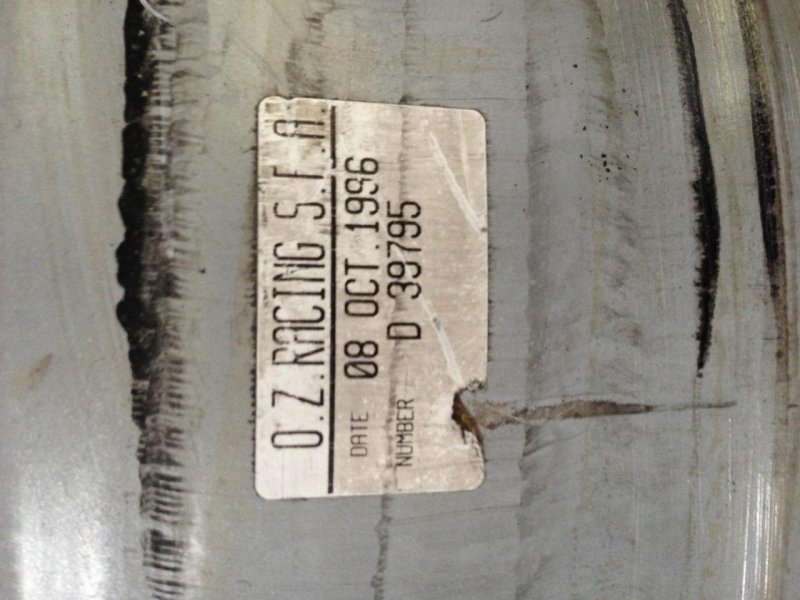 O.Z.RACING S.F.A.
DATE 08 OCT.1996
NUMBER D 39795